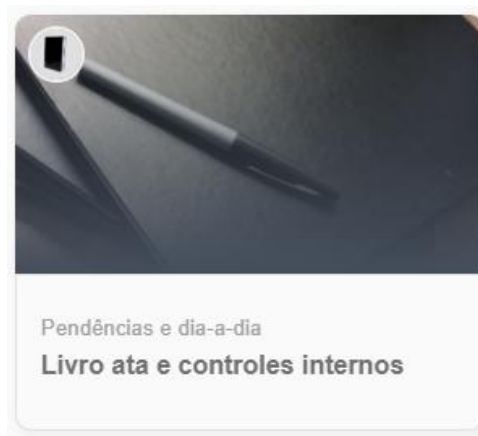 Pendências e dia-a-dia
Livro ata e controles internos